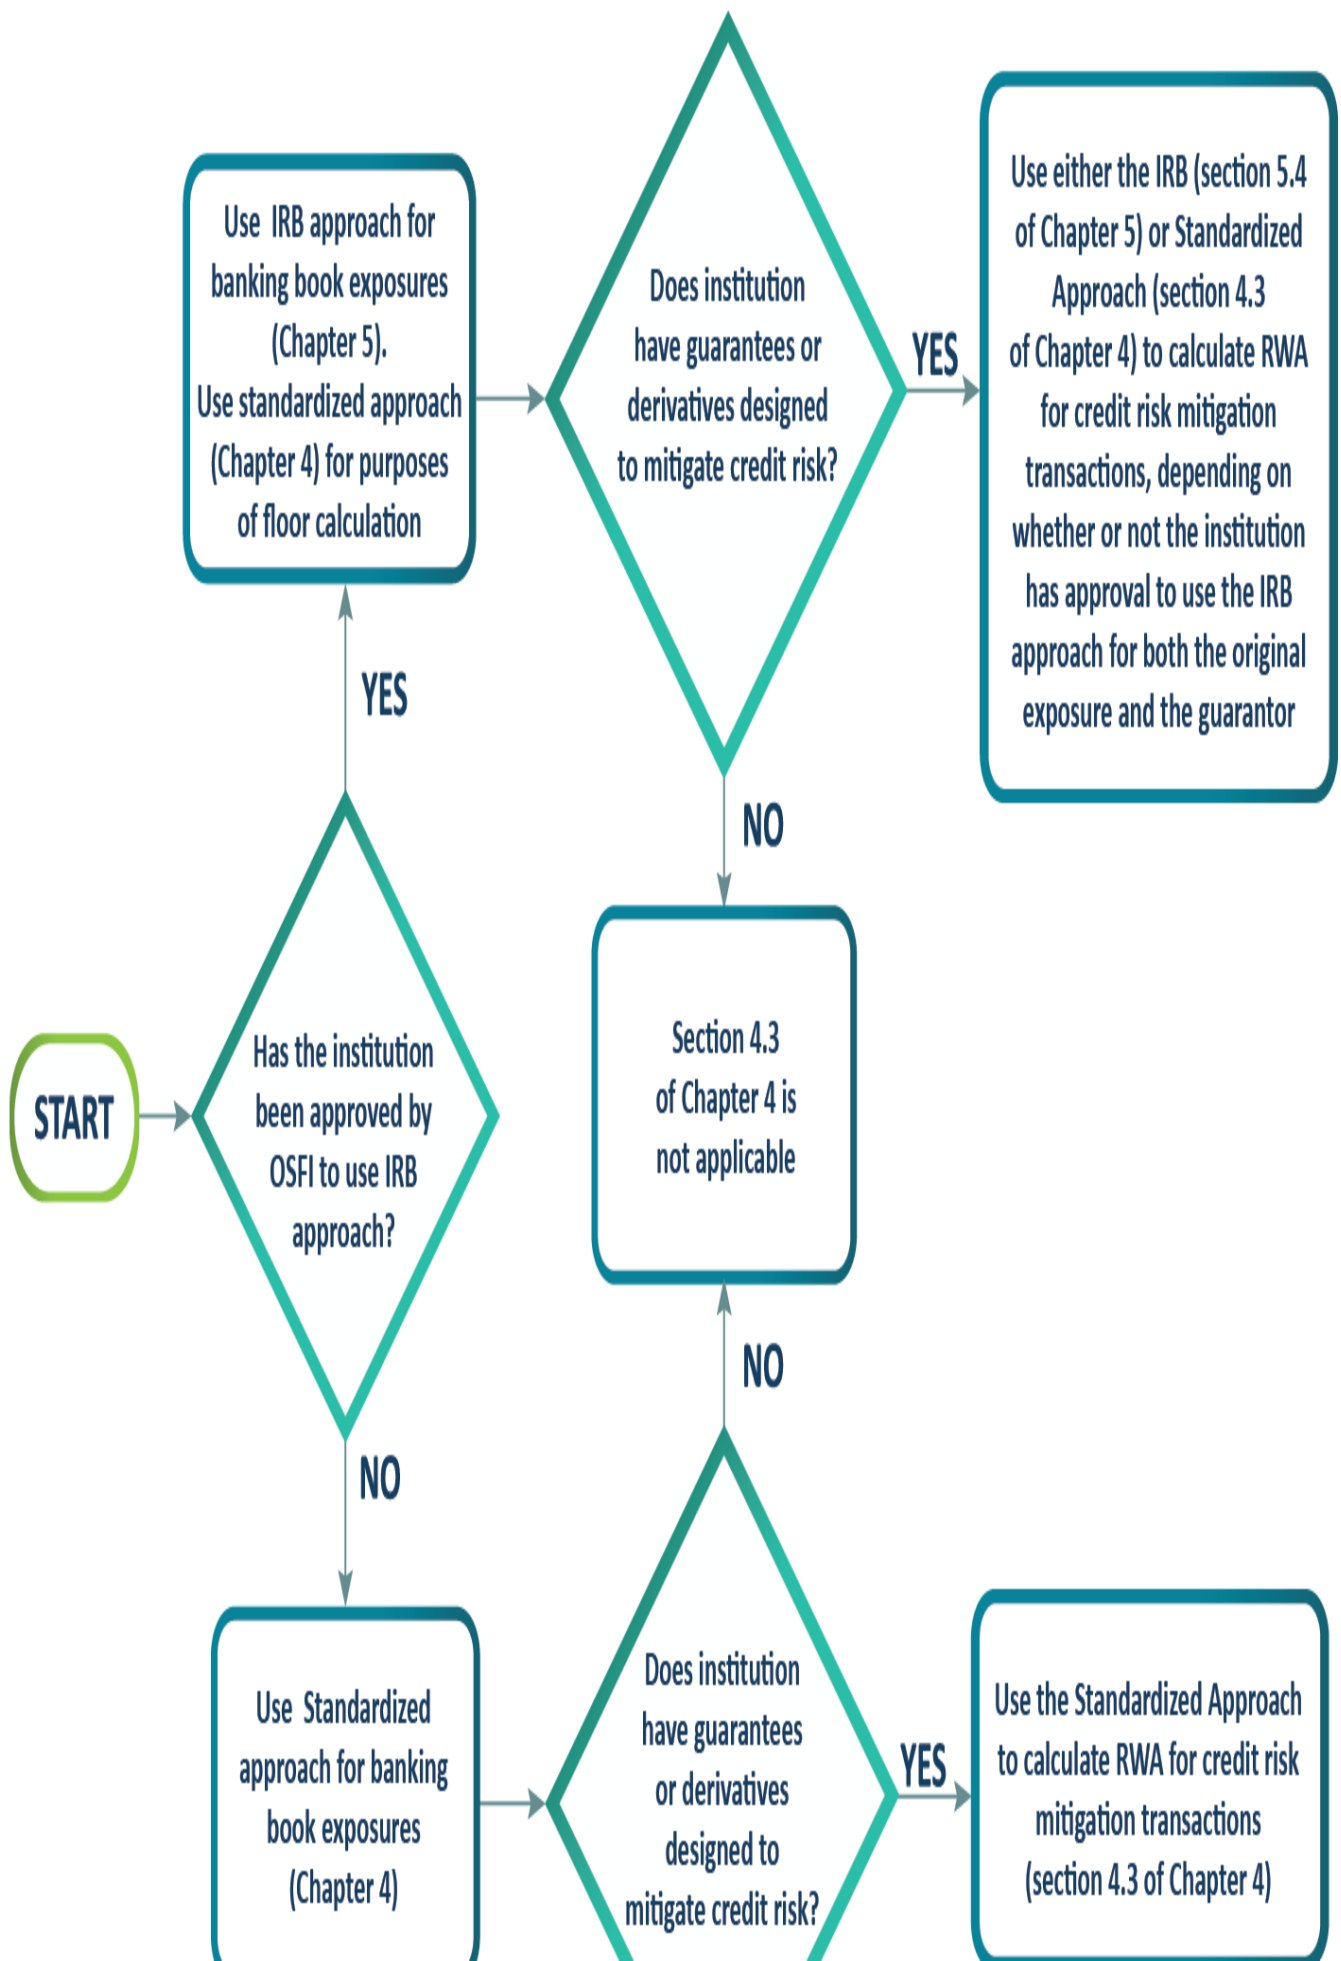 START
Has the institution
been approved by
OSFI to use IRB
approach?
YES
Use IRB approach for
banking book exposures
(Chapter 5).
Use standardized approach
(Chapter 4) for purposes
of floor calculation
Does institution
have guarantees or
derivatives designed
to mitigate credit risk?
YES
Use either the IRB (section 5.4
of Chapter 5) or Standardized
Approach (section 4.3
of Chapter 4) to calculate RWA
for credit risk mitigation
transactions, depending on
whether or not the institution
has approval to use the IRB
approach for both the original
exposure and the guarantor
NO
Section 4.3
of Chapter 4 is
not applicable
NO
NO
Use Standardized
approach for banking
book exposures
(Chapter 4)
Does institution
have guarantees
or derivatives
designed to
mitigate credit risk?
YES
Use the Standardized Approach
to calculate RWA for credit risk
mitigation transactions
(section 4.3 of Chapter 4)